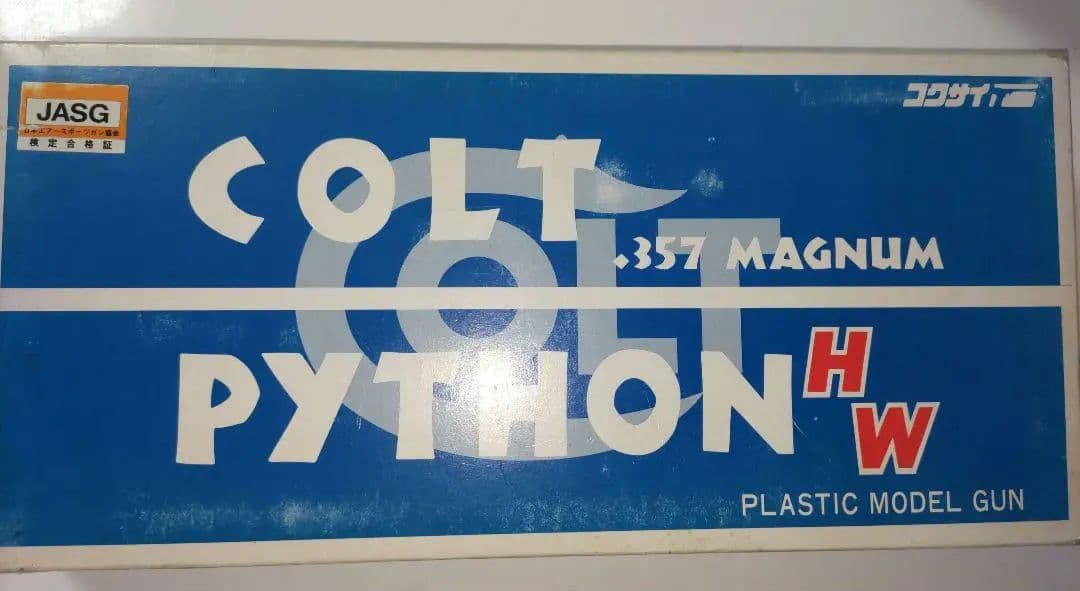 JASG
日本エアースポーツガン協会
検定合格証
コクサイ
COLT
COLT
.357 MAGNUM
PYTHON
HW
PLASTIC MODEL GUN